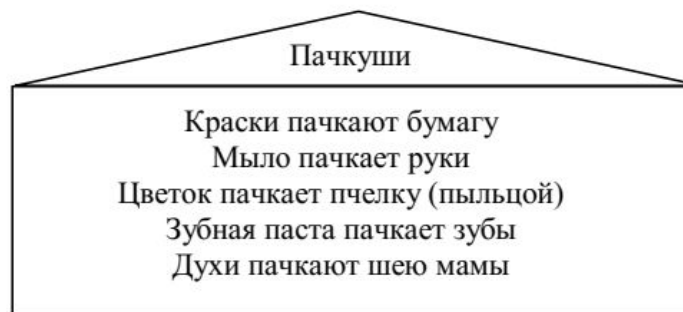 Пачкуши
Краски пачкают бумагу
Мыло пачкает руки
Цветок пачкает пчелку (пыльцой)
Зубная паста пачкает зубы
Духи пачкают шею мамы